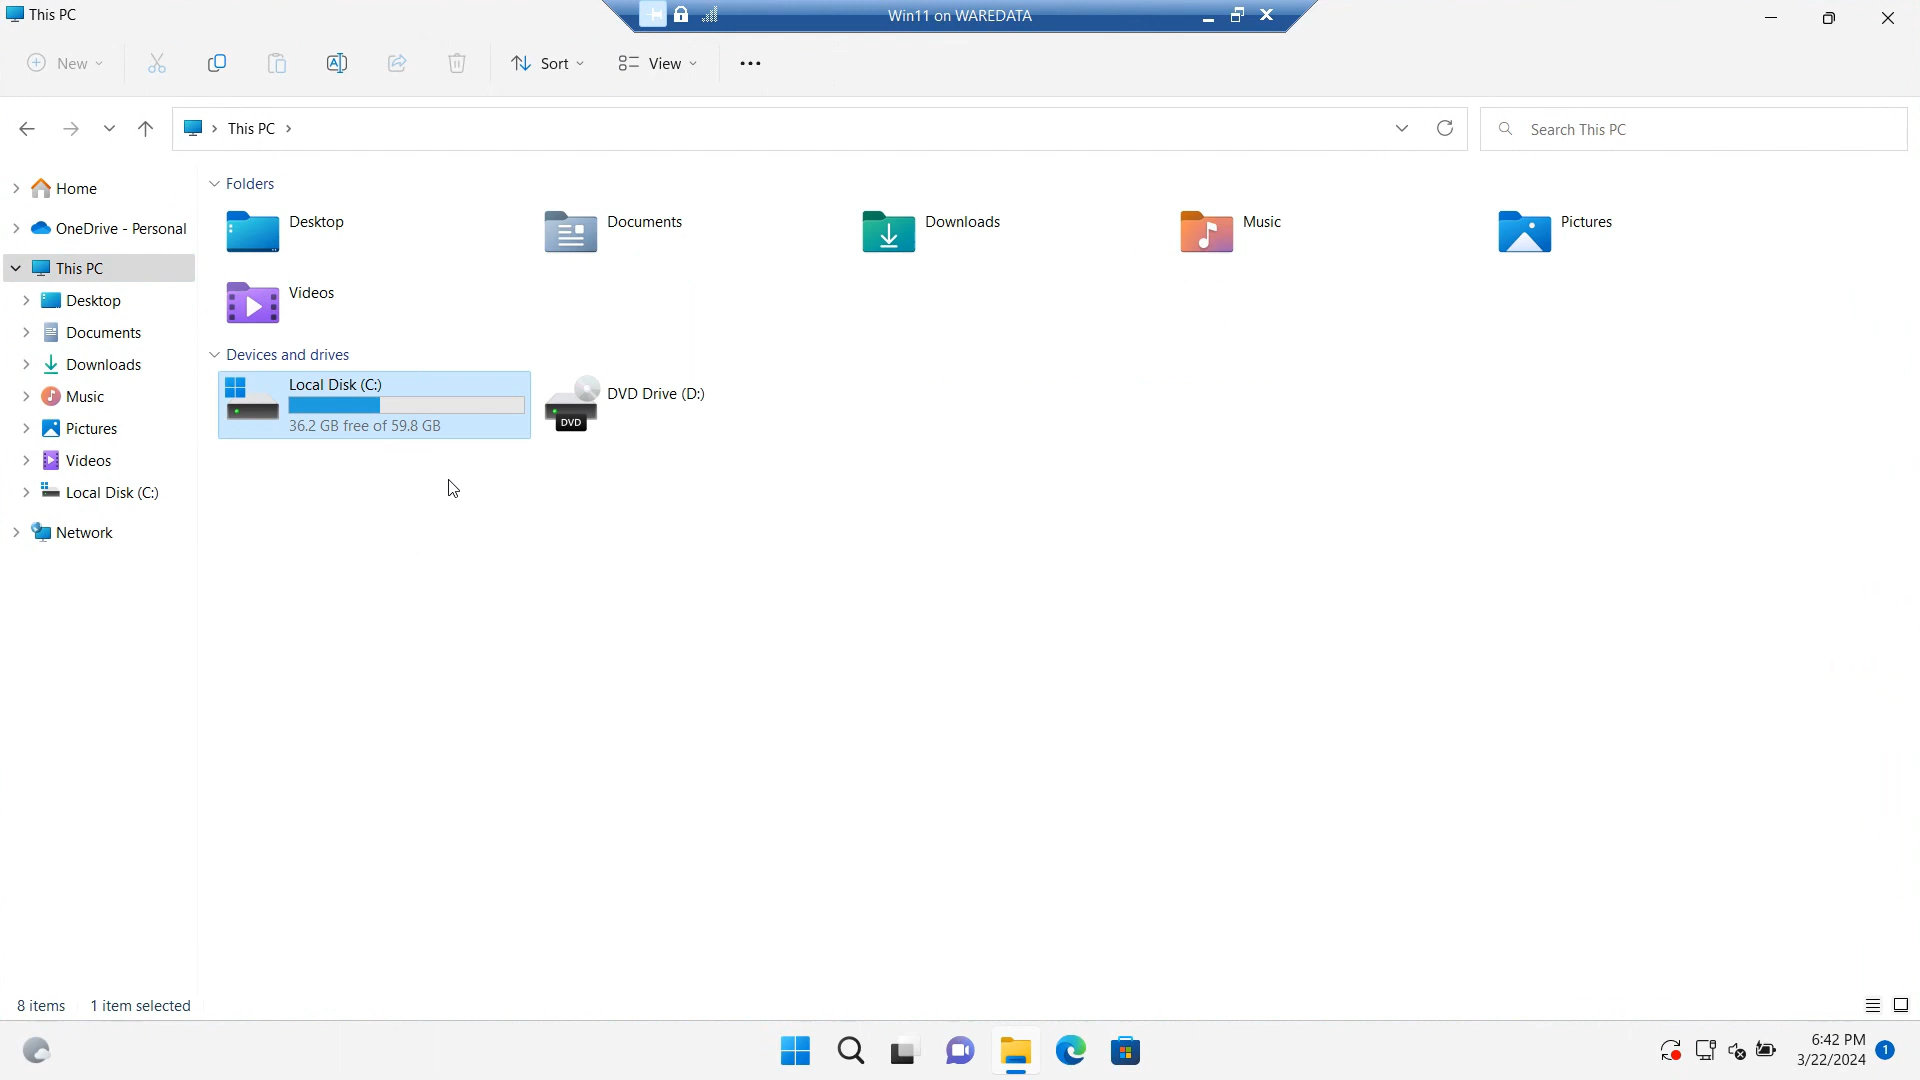 This PC
Win11 on WAREDATA
New
Sort
View
This PC
Search This PC
Home
OneDrive - Personal
This PC
Desktop
Documents
Downloads
Music
Pictures
Videos
Local Disk (C:)
Network
Folders
Desktop
Documents
Downloads
Music
Pictures
Videos
Devices and drives
Local Disk (C:)
36.2 GB free of 59.8 GB
DVD
DVD Drive (D:)
8 items
1 item selected
6:42 PM
3/22/2024
1